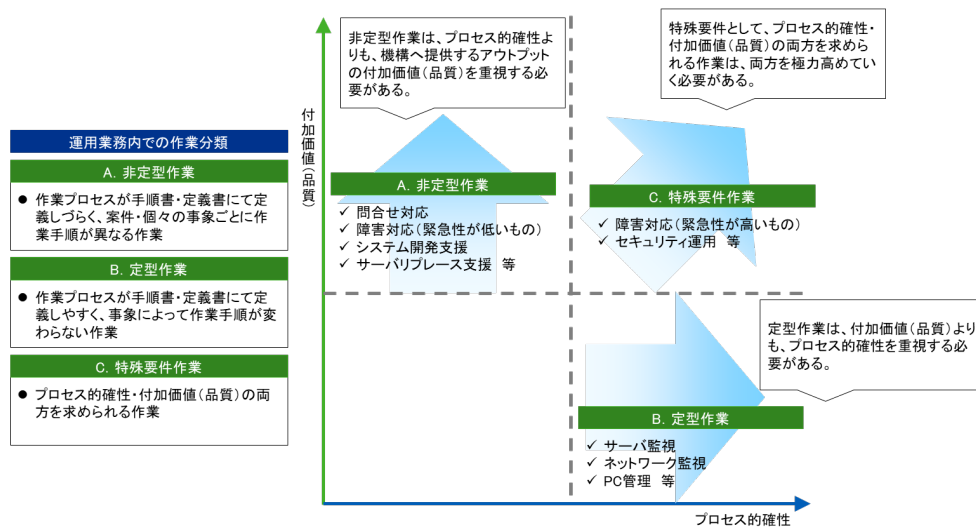 運用業務内での作業分類
A. 非定型作業
● 作業プロセスが手順書・定義書にて定
義しづらく、案件・個々の事象ごとに作
業手順が異なる作業
B. 定型作業
● 作業プロセスが手順書・定義書にて定
義しやすく、事象によって作業手順が変
わらない作業
C. 特殊要件作業
● プロセス的確性・付加価値(品質)の両
方を求められる作業
付加価値(品質)
非定型作業は、プロセス的確性よ
りも、機構へ提供するアウトプット
の付加価値(品質)を重視する必
要がある。
A. 非定型作業
✓ 問合せ対応
✓ 障害対応(緊急性が低いもの)
✓ システム開発支援
✓ サーバリプレース支援 等
特殊要件として、プロセス的確性・
付加価値(品質)の両方を求めら
れる作業は、両方を極力高めてい
く必要がある。
C. 特殊要件作業
✓ 障害対応(緊急性が高いもの)
✓ セキュリティ運用 等
定型作業は、付加価値(品質)より
も、プロセス的確性を重視する必
要がある。
B. 定型作業
✓ サーバ監視
✓ ネットワーク監視
✓ PC管理 等
プロセス的確性